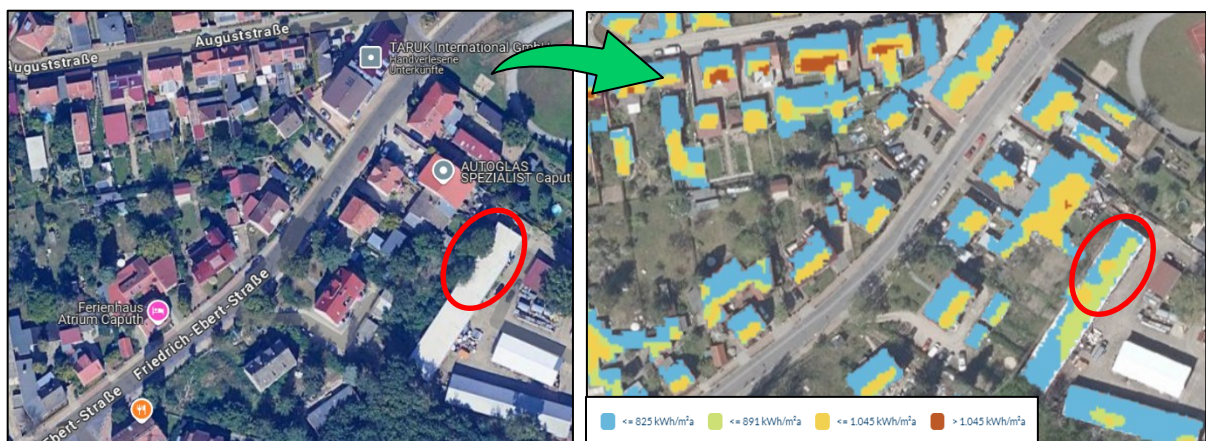 Auguststraße
Auguststraße
TARUK International GmbH
Handverlesene
Unterkünfte
AUTOGLAS
SPEZIALIST Caput
Ferienhaus
Atrium Caputh
Friedrich-Ebert-Straße
Ebert-Straße
<= 825 kWh/m²a
<= 891 kWh/m²a
<= 1.045 kWh/m²a
> 1.045 kWh/m²a